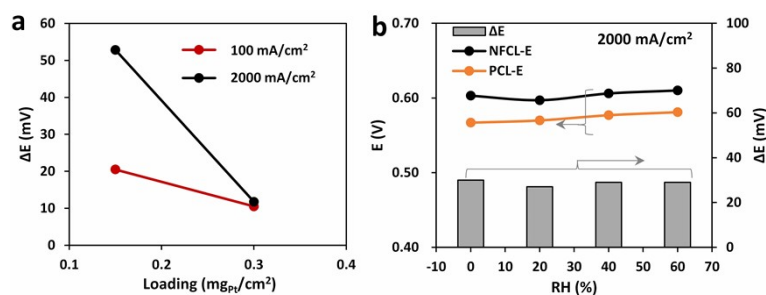 a
60
50
40
30
20
10
0
ΔE (mV)
100 mA/cm²
2000 mA/cm²
0.1
0.2
0.3
0.4
Loading (mgPt/cm²)
b
0.70
0.60
0.50
0.40
E (V)
ΔE
NFCL-E
PCL-E
2000 mA/cm²
100
80
60
40
20
0
ΔE (mV)
-10
0
10
20
30
40
50
60
70
RH (%)